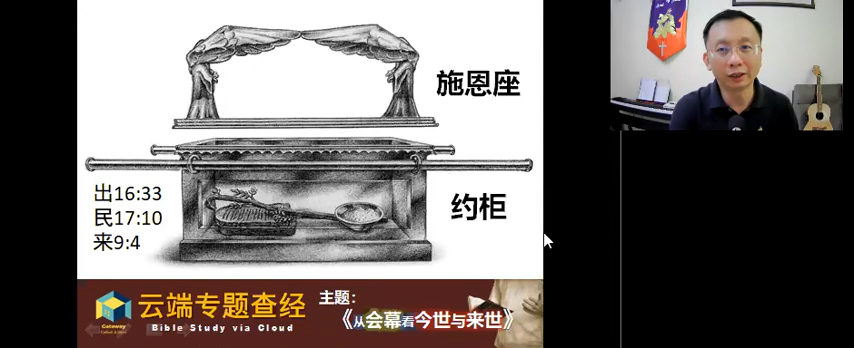 施恩座
约柜
出16:33
民17:10
来9:4
云端专题查经
Bible Study via Cloud
主题：
《从会幕看今世与来世》
Gateway